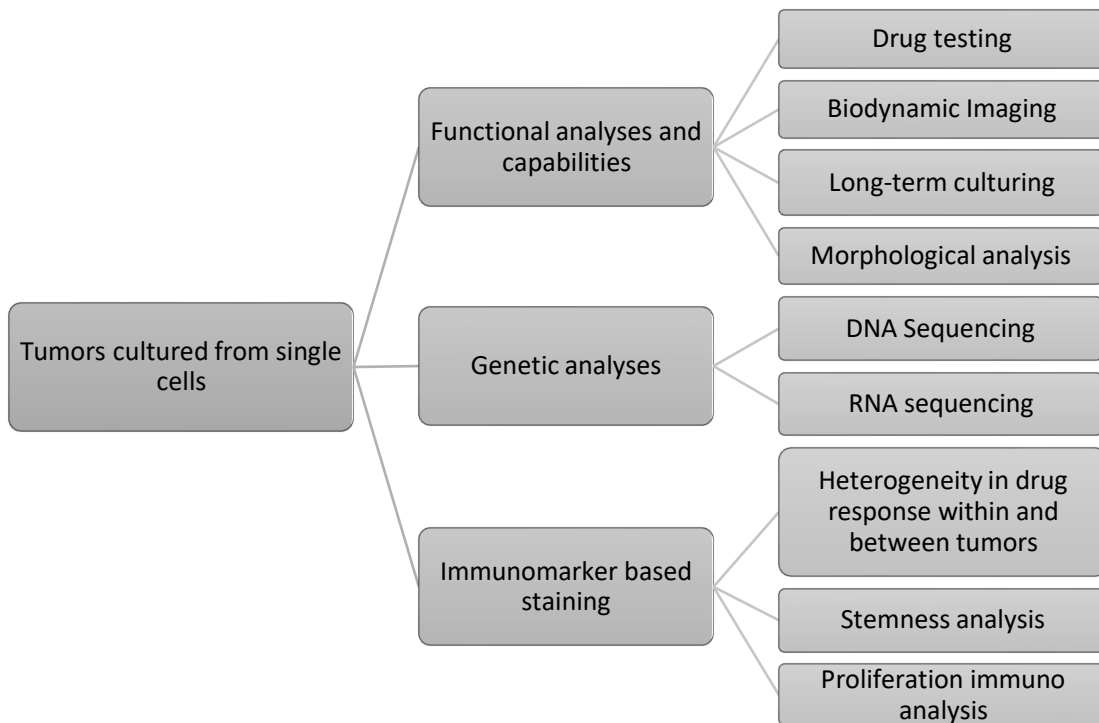 Tumors cultured from single
cells
Functional analyses and
capabilities
Drug testing
Biodynamic Imaging
Long-term culturing
Morphological analysis
Genetic analyses
DNA Sequencing
RNA sequencing
Immunomarker based
staining
Heterogeneity in drug
response within and
between tumors
Stemness analysis
Proliferation immuno
analysis